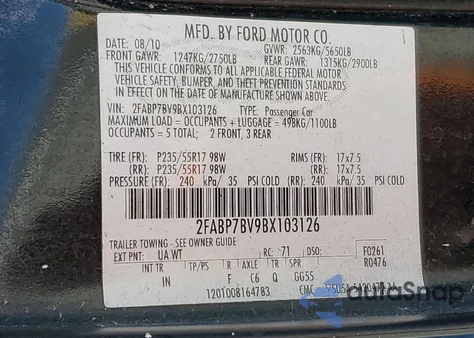 MFD. BY FORD MOTOR CO.
DATE: 08/10 GVWR: 2563KG/5650LB
FRONT GAWR: 1247KG/2750LB REAR GAWR: 1315KG/2900LB
THIS VEHICLE CONFORMS TO ALL APPLICABLE FEDERAL MOTOR
VEHICLE SAFETY, BUMPER, AND THEFT PREVENTION STANDARDS
IN EFFECT ON THE DATE OF MANUFACTURE SHOWN ABOVE.
VIN: 2FABP7BV9BX103126 TYPE: Passenger Car
MAXIMUM LOAD = OCCUPANTS + LUGGAGE = 498KG/1100LB
OCCUPANTS = 5 TOTAL: 2 FRONT, 3 REAR
TIRE (FR): P235/55R17 98W RIMS (FR): 17x7.5
(RR): P235/55R17 98W (RR): 17x7.5
PRESSURE (FR): 240 kPa/ 35 PSI COLD (RR): 240 kPa/ 35 PSI COLD
2FABP7BV9BX103126
TRAILER TOWING - SEE OWNER GUIDE
EXT PNT: UA WT RC: 71 DSO: F0261
R0476
INT TR TP/PS R AXLE TR SPR
IN F C6 Q GG55
120T00B164783 CMC
autoSnap